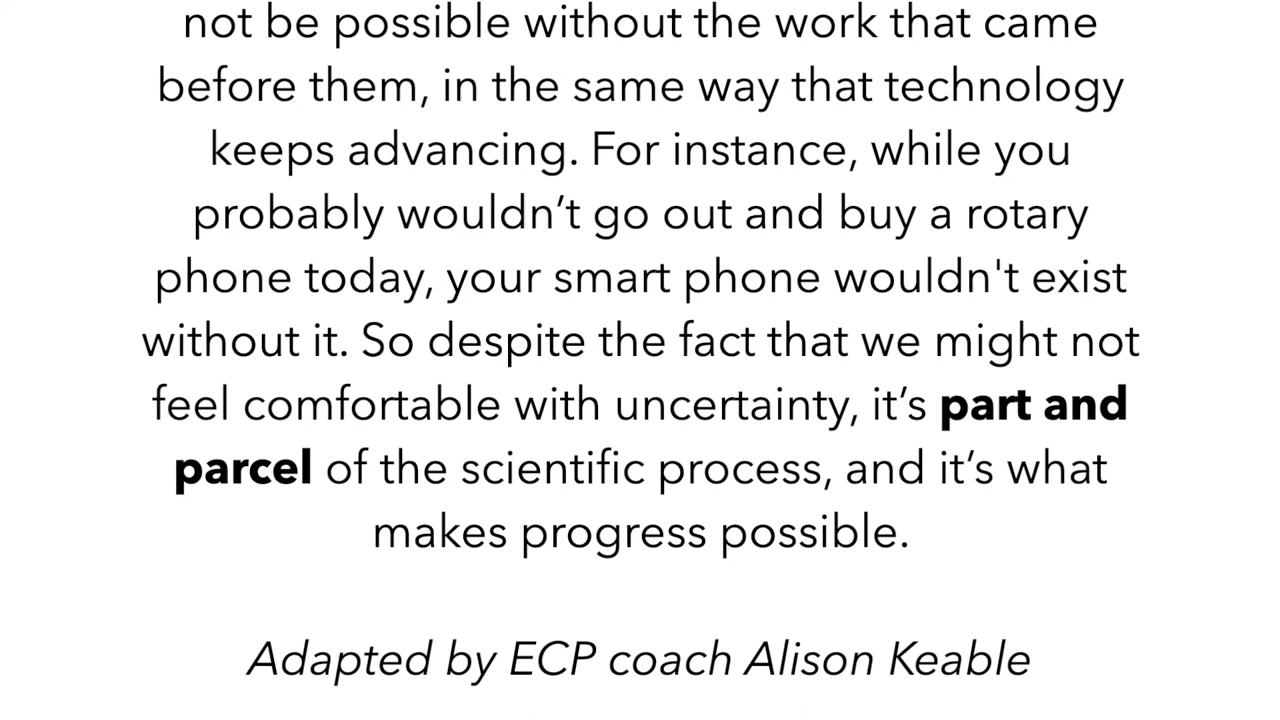 not be possible without the work that came
before them, in the same way that technology
keeps advancing. For instance, while you
probably wouldn’t go out and buy a rotary
phone today, your smart phone wouldn't exist
without it. So despite the fact that we might not
feel comfortable with uncertainty, it’s part and
parcel of the scientific process, and it’s what
makes progress possible.
Adapted by ECP coach Alison Keable